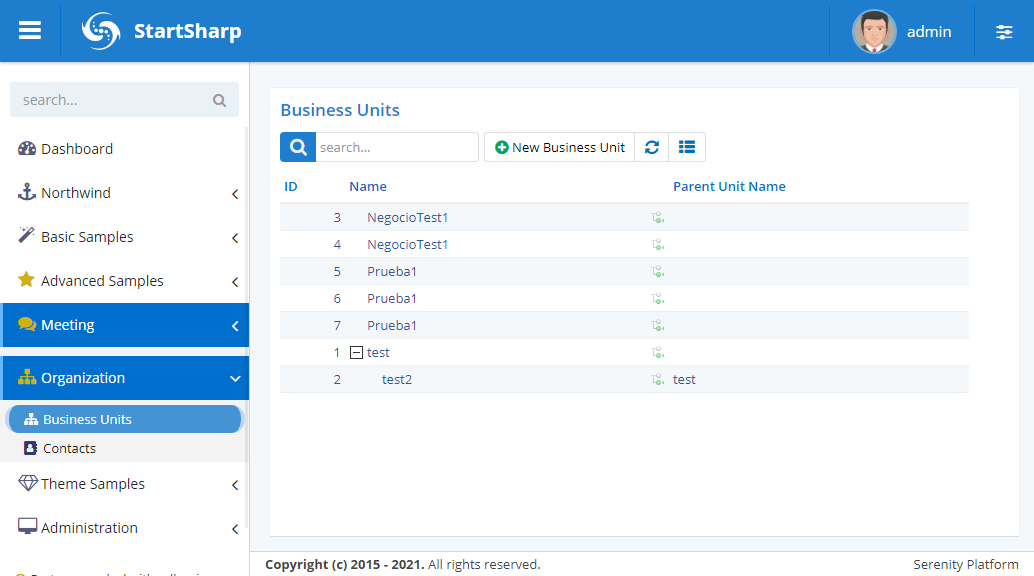 StartSharp
admin
search...
Dashboard
Northwind
Basic Samples
Advanced Samples
Meeting
Organization
Business Units
Contacts
Theme Samples
Administration
Business Units
search...
New Business Unit
ID Name Parent Unit Name
3 NegocioTest1
4 NegocioTest1
5 Prueba1
6 Prueba1
7 Prueba1
1 test
2 test2 test
Copyright (c) 2015 - 2021. All rights reserved.
Serenity Platform